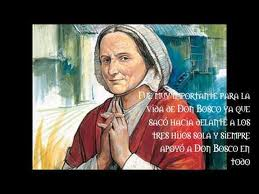 Fue muy importante para la
vida de Don Bosco ya que
sacó hacia delante a los
tres hijos sola y siempre
apoyó a Don Bosco en
todo